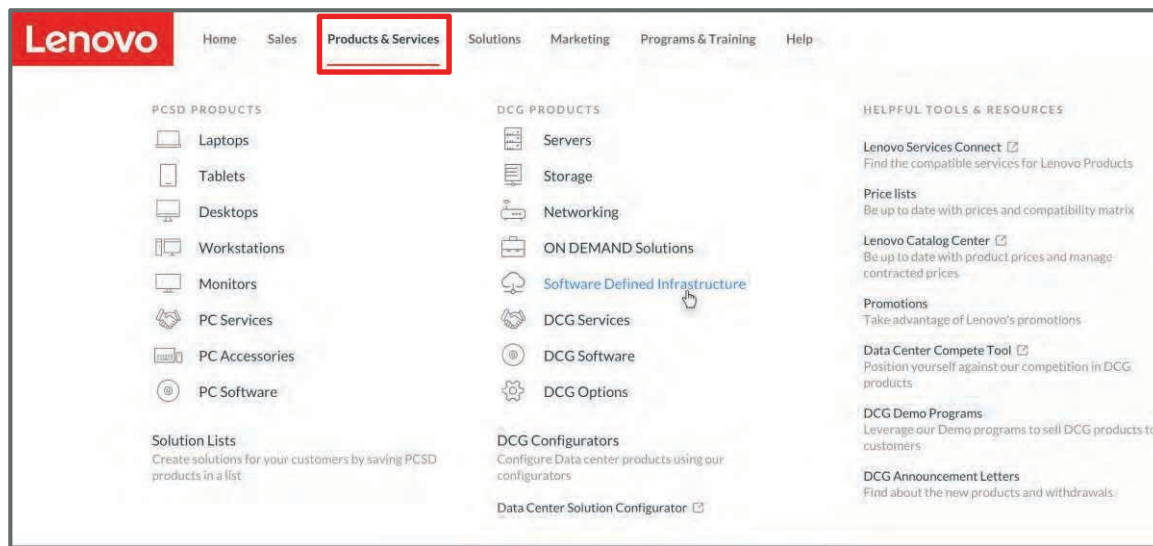 Lenovo
Home Sales Products & Services Solutions Marketing Programs & Training Help
PCSD PRODUCTS
Laptops
Tablets
Desktops
Workstations
Monitors
PC Services
PC Accessories
PC Software
Solution Lists
Create solutions for your customers by saving PCSD
products in a list
DCG PRODUCTS
Servers
Storage
Networking
ON DEMAND Solutions
Software Defined Infrastructure
DCG Services
DCG Software
DCG Options
DCG Configurators
Configure Data center products using our
configurators
Data Center Solution Configurator
HELPFUL TOOLS & RESOURCES
Lenovo Services Connect
Find the compatible services for Lenovo Products
Price lists
Be up to date with prices and compatibility matrix
Lenovo Catalog Center
Be up to date with product prices and manage
contracted prices
Promotions
Take advantage of Lenovo's promotions
Data Center Compete Tool
Position yourself against our competition in DCG
products
DCG Demo Programs
Leverage our Demo programs to sell DCG products to
customers
DCG Announcement Letters
Find about the new products and withdrawals.